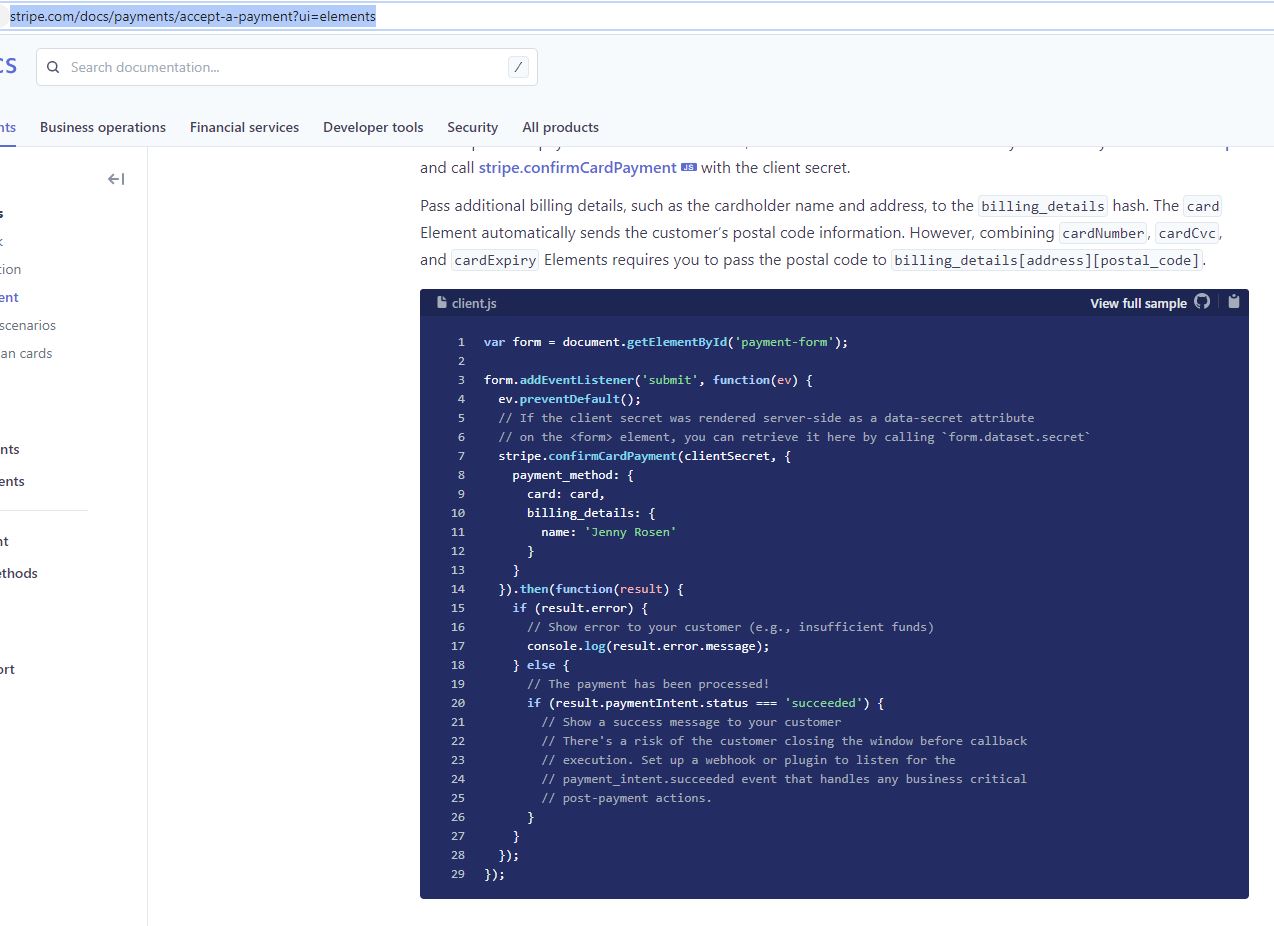 stripe.com/docs/payments/accept-a-payment?ui=elements
cs
Search documentation... /
nts Business operations Financial services Developer tools Security All products
and call stripe.confirmCardPayment JS with the client secret.
Pass additional billing details, such as the cardholder name and address, to the billing_details hash. The card
Element automatically sends the customer's postal code information. However, combining cardNumber, cardCvc,
and cardExpiry Elements requires you to pass the postal code to billing_details[address][postal_code].
s
k
tion
ent
scenarios
an cards
nts
ents
nt
ethods
ort
client.js View full sample
1 var form = document.getElementById('payment-form');
2
3 form.addEventListener('submit', function(ev) {
4 ev.preventDefault();
5 // If the client secret was rendered server-side as a data-secret attribute
6 // on the <form> element, you can retrieve it here by calling `form.dataset.secret`
7 stripe.confirmCardPayment(clientSecret, {
8 payment_method: {
9 card: card,
10 billing_details: {
11 name: 'Jenny Rosen'
12 }
13 }
14 }).then(function(result) {
15 if (result.error) {
16 // Show error to your customer (e.g., insufficient funds)
17 console.log(result.error.message);
18 } else {
19 // The payment has been processed!
20 if (result.paymentIntent.status === 'succeeded') {
21 // Show a success message to your customer
22 // There's a risk of the customer closing the window before callback
23 // execution. Set up a webhook or plugin to listen for the
24 // payment_intent.succeeded event that handles any business critical
25 // post-payment actions.
26 }
27 }
28 });
29 });